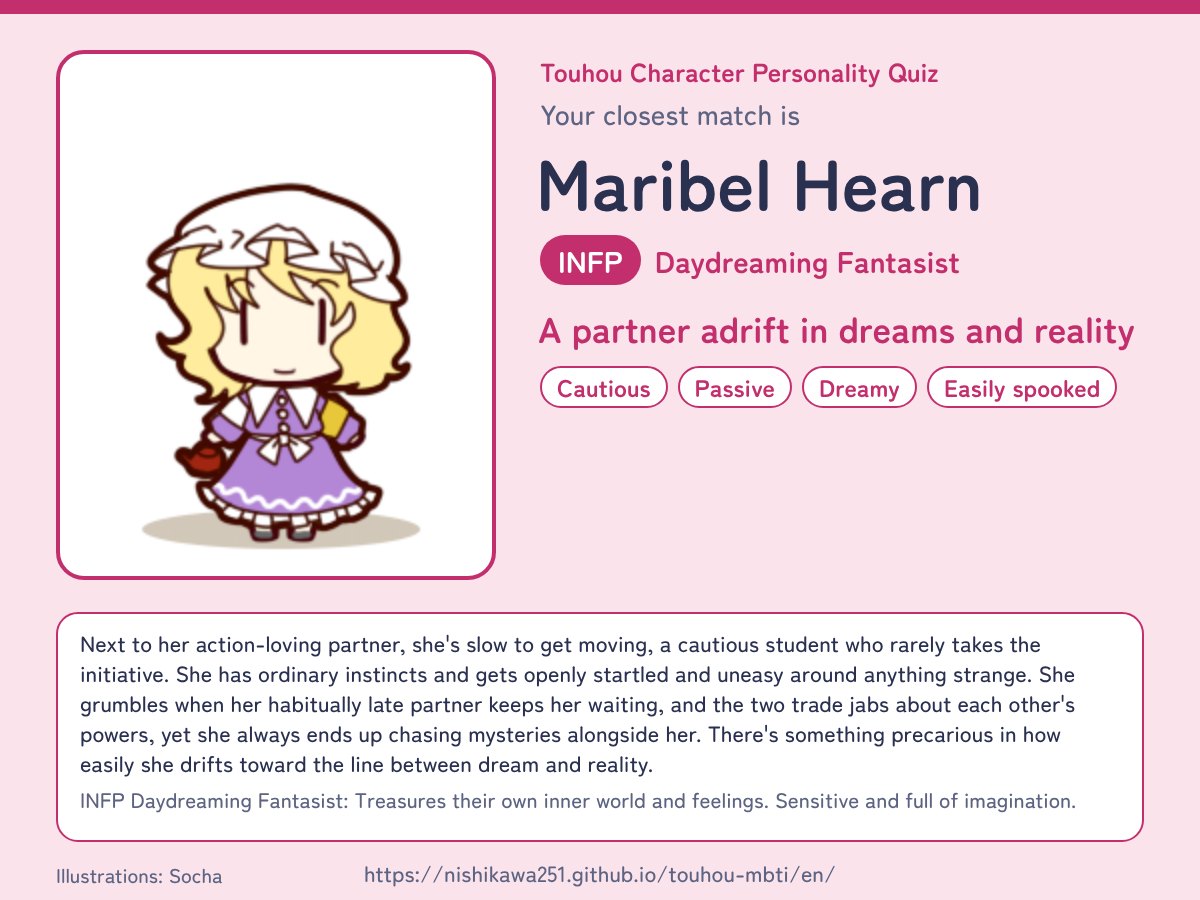 Touhou Character Personality Quiz
Your closest match is
Maribel Hearn
INFP Daydreaming Fantasist
A partner adrift in dreams and reality
Cautious Passive Dreamy Easily spooked
Next to her action-loving partner, she's slow to get moving, a cautious student who rarely takes the
initiative. She has ordinary instincts and gets openly startled and uneasy around anything strange. She
grumbles when her habitually late partner keeps her waiting, and the two trade jabs about each other's
powers, yet she always ends up chasing mysteries alongside her. There's something precarious in how
easily she drifts toward the line between dream and reality.
INFP Daydreaming Fantasist: Treasures their own inner world and feelings. Sensitive and full of imagination.
Illustrations: Socha https://nishikawa251.github.io/touhou-mbti/en/